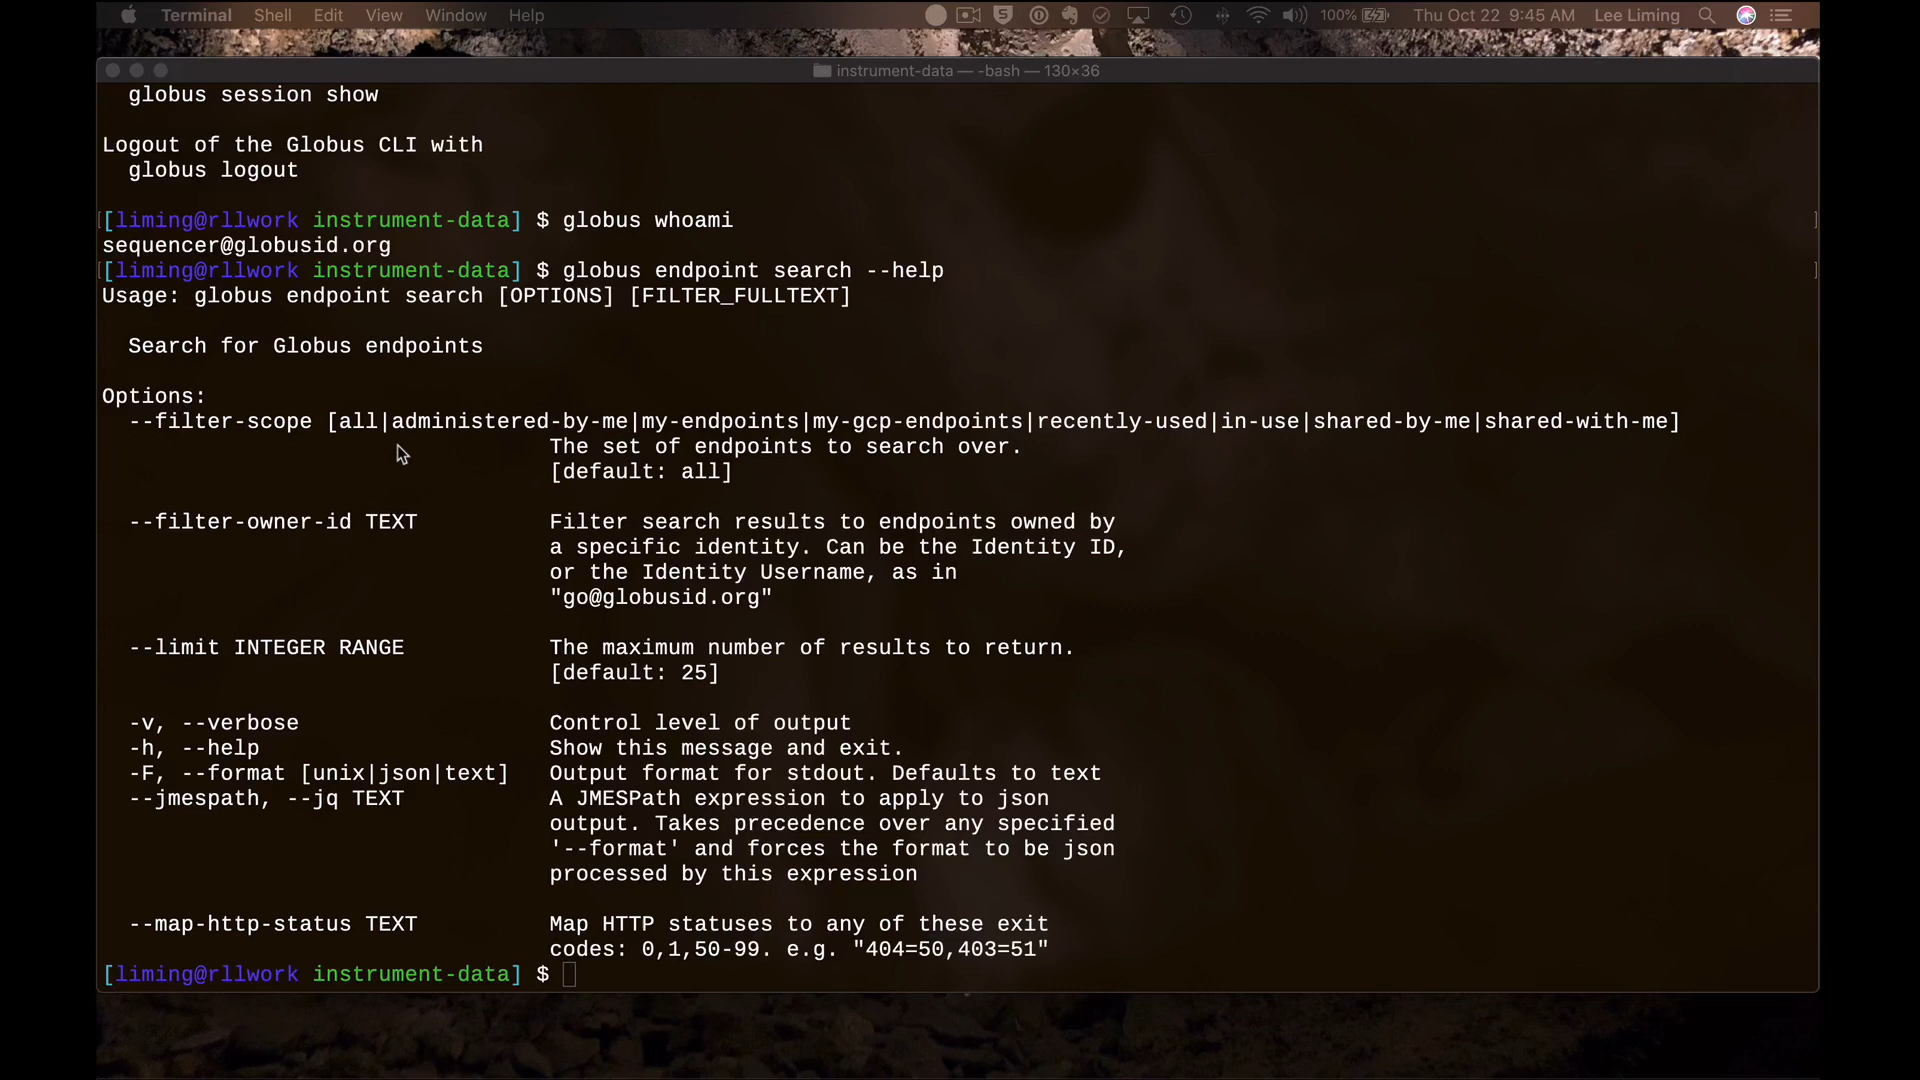 Terminal Shell Edit View Window Help 100% Thu Oct 22 9:45 AM Lee Liming
instrument-data — -bash — 130×36
globus session show
Logout of the Globus CLI with
globus logout
[[liming@rllwork instrument-data] $ globus whoami ]
sequencer@globusid.org
[[liming@rllwork instrument-data] $ globus endpoint search --help ]
Usage: globus endpoint search [OPTIONS] [FILTER_FULLTEXT]
Search for Globus endpoints
Options:
--filter-scope [all|administered-by-me|my-endpoints|my-gcp-endpoints|recently-used|in-use|shared-by-me|shared-with-me]
The set of endpoints to search over.
[default: all]
--filter-owner-id TEXT Filter search results to endpoints owned by
a specific identity. Can be the Identity ID,
or the Identity Username, as in
"go@globusid.org"
--limit INTEGER RANGE The maximum number of results to return.
[default: 25]
-v, --verbose Control level of output
-h, --help Show this message and exit.
-F, --format [unix|json|text] Output format for stdout. Defaults to text
--jmespath, --jq TEXT A JMESPath expression to apply to json
output. Takes precedence over any specified
'--format' and forces the format to be json
processed by this expression
--map-http-status TEXT Map HTTP statuses to any of these exit
codes: 0,1,50-99. e.g. "404=50,403=51"
[liming@rllwork instrument-data] $